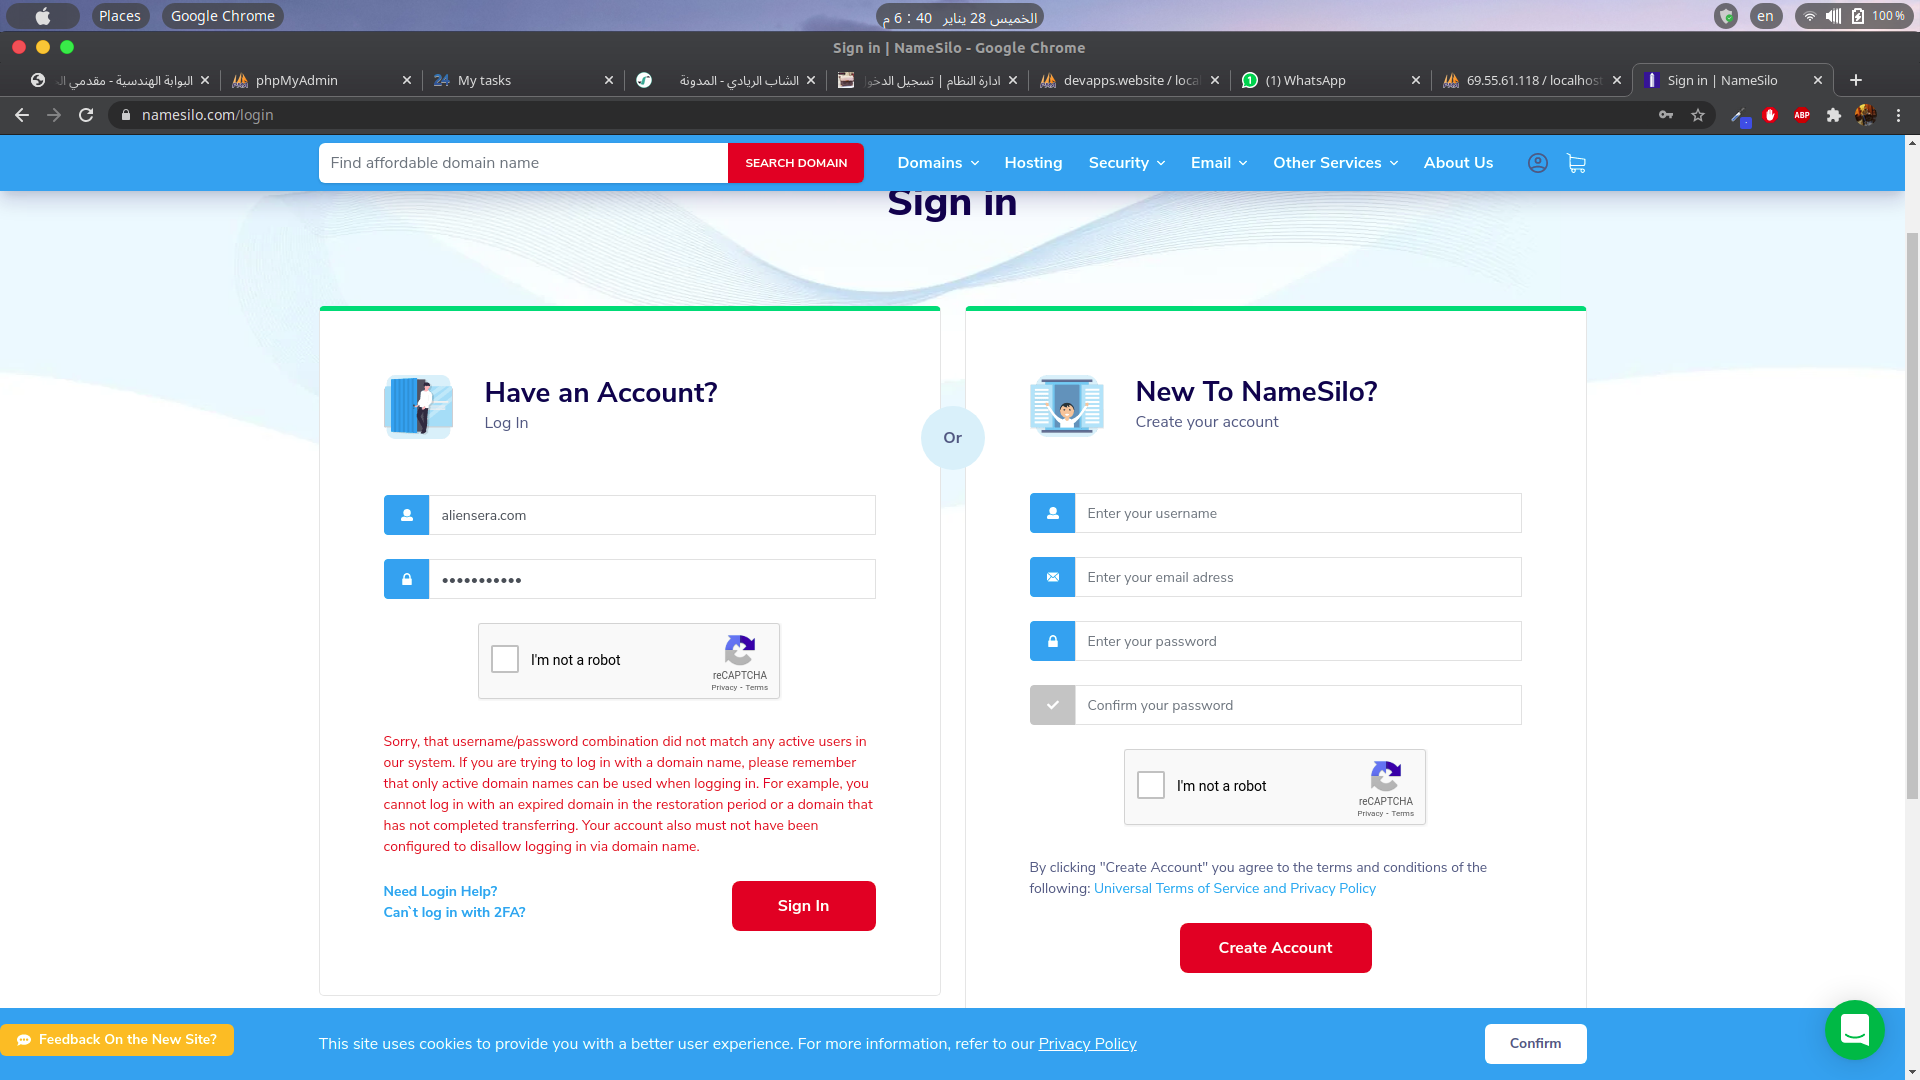 Places
Google Chrome
الخميس 28 يناير 6 : 40 م
en
100 %
Sign in | NameSilo - Google Chrome
البوابة الهندسية - مقدمي ال
phpMyAdmin
24 My tasks
الشاب الريادي - المدونة
ادارة النظام | تسجيل الدخول
devapps.website / local
(1) WhatsApp
69.55.61.118 / localhost
Sign in | NameSilo
namesilo.com/login
ABP
Find affordable domain name
SEARCH DOMAIN
Domains
Hosting
Security
Email
Other Services
About Us
Sign in
Have an Account?
Log In
aliensera.com
I'm not a robot
reCAPTCHA
Privacy - Terms
Sorry, that username/password combination did not match any active users in
our system. If you are trying to log in with a domain name, please remember
that only active domain names can be used when logging in. For example, you
cannot log in with an expired domain in the restoration period or a domain that
has not completed transferring. Your account also must not have been
configured to disallow logging in via domain name.
Need Login Help?
Can`t log in with 2FA?
Sign In
Or
New To NameSilo?
Create your account
Enter your username
Enter your email adress
Enter your password
Confirm your password
I'm not a robot
reCAPTCHA
Privacy - Terms
By clicking "Create Account" you agree to the terms and conditions of the
following: Universal Terms of Service and Privacy Policy
Create Account
Feedback On the New Site?
This site uses cookies to provide you with a better user experience. For more information, refer to our Privacy Policy
Confirm